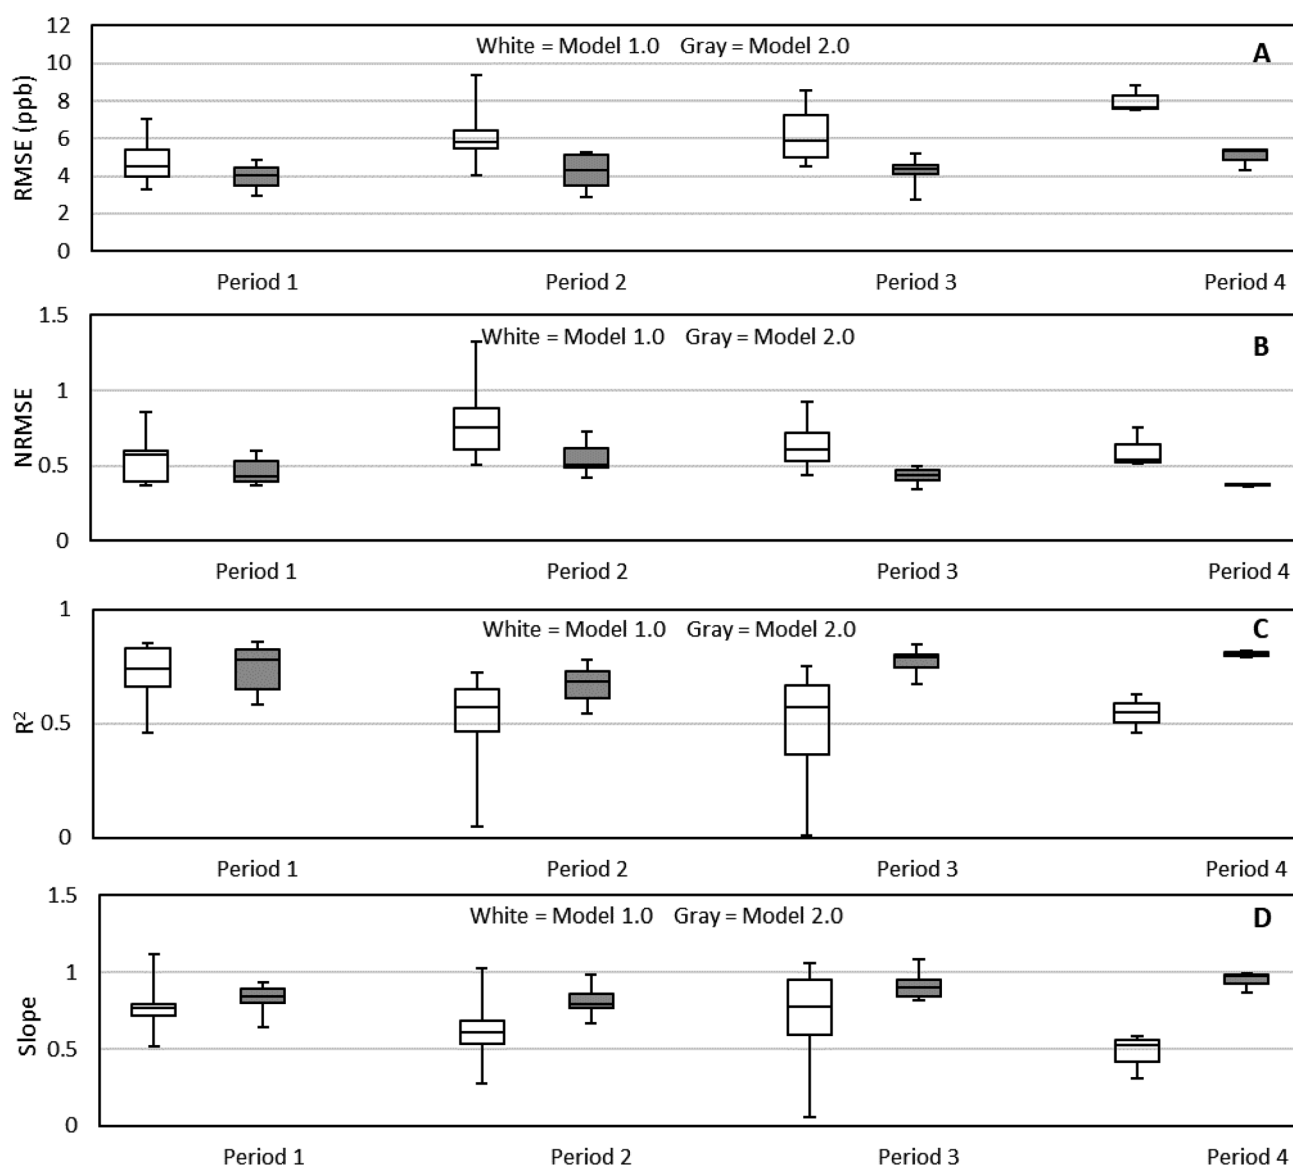 12
White = Model 1.0 Gray = Model 2.0
A
10
8
6
4
2
0
RMSE (ppb)
Period 1 Period 2 Period 3 Period 4
1.5
White = Model 1.0 Gray = Model 2.0
B
1
0.5
0
NRMSE
Period 1 Period 2 Period 3 Period 4
1
White = Model 1.0 Gray = Model 2.0
C
0.5
0
R²
Period 1 Period 2 Period 3 Period 4
1.5
White = Model 1.0 Gray = Model 2.0
D
1
0.5
0
Slope
Period 1 Period 2 Period 3 Period 4